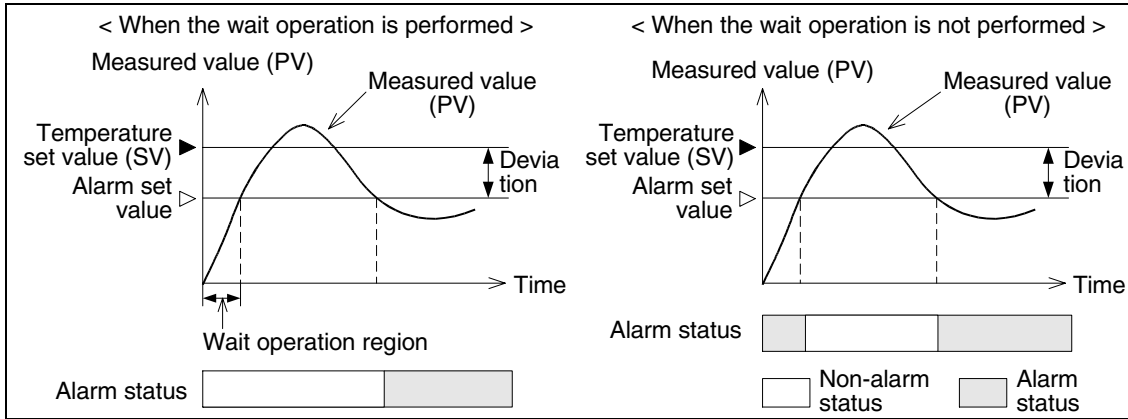 < When the wait operation is performed >
Measured value (PV)
Measured value
(PV)
Temperature
set value (SV)
Alarm set
value
Devia
tion
Time
Wait operation region
Alarm status
< When the wait operation is not performed >
Measured value (PV)
Measured value
(PV)
Temperature
set value (SV)
Alarm set
value
Devia
tion
Time
Alarm status
Non-alarm
status
Alarm
status